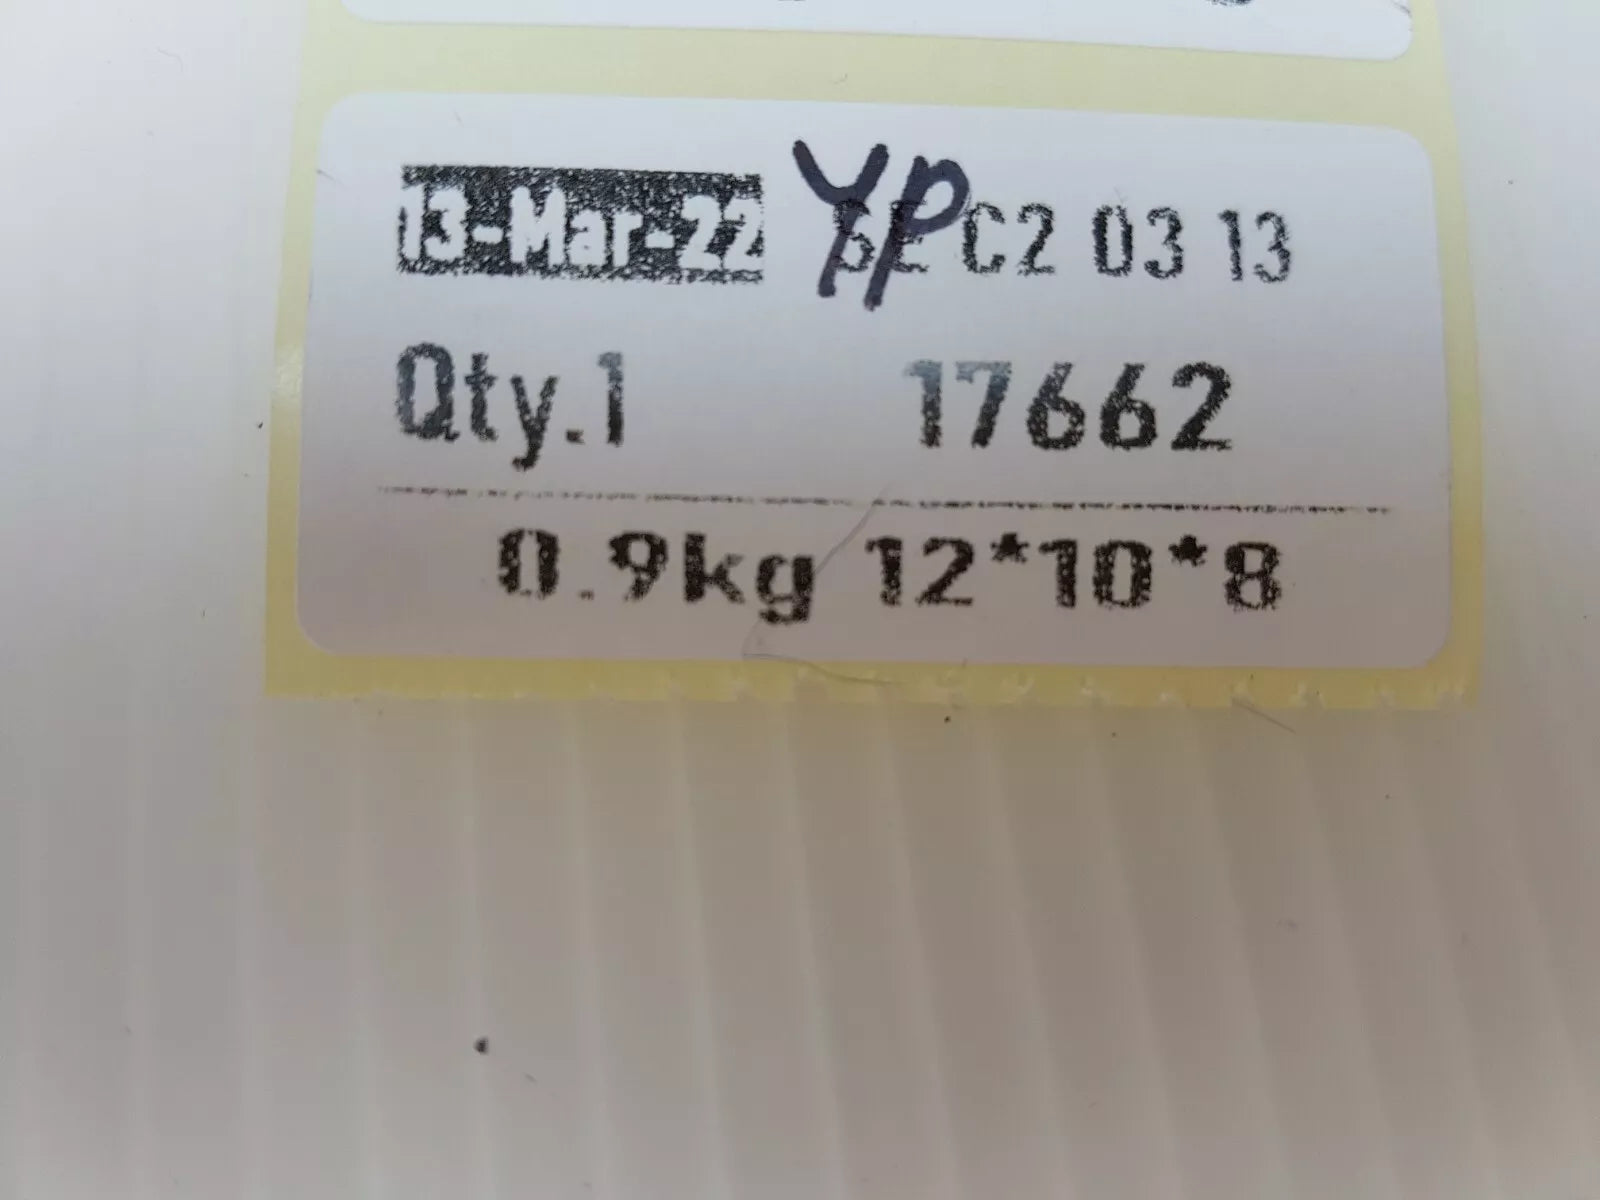 13-Mar-22 YP C2 03 13
Qty.1 17662
0.9kg 12*10*8